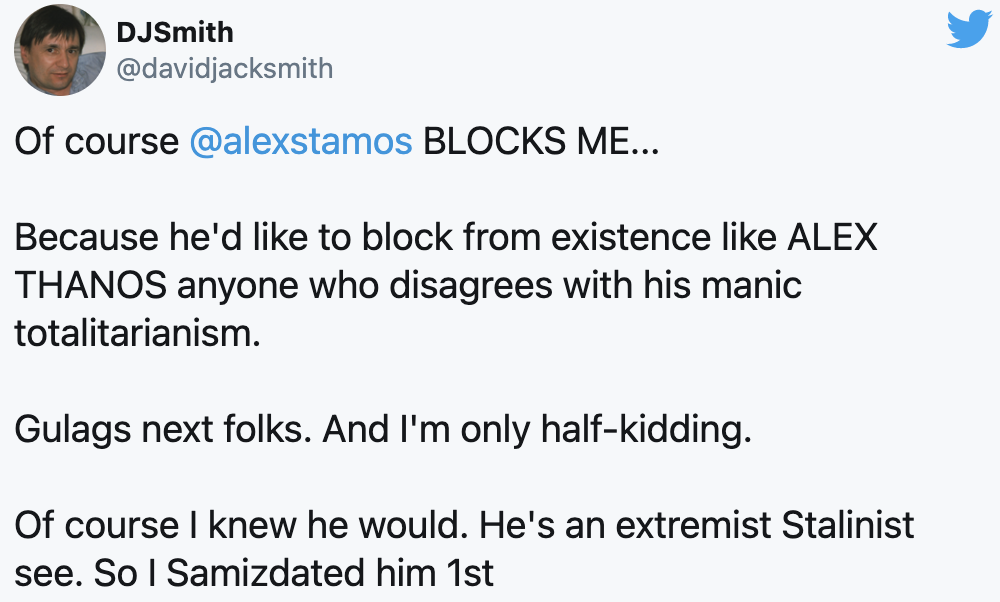 DJSmith
@davidjacksmith
Of course @alexstamos BLOCKS ME...
Because he'd like to block from existence like ALEX
THANOS anyone who disagrees with his manic
totalitarianism.
Gulags next folks. And I'm only half-kidding.
Of course I knew he would. He's an extremist Stalinist
see. So I Samizdated him 1st